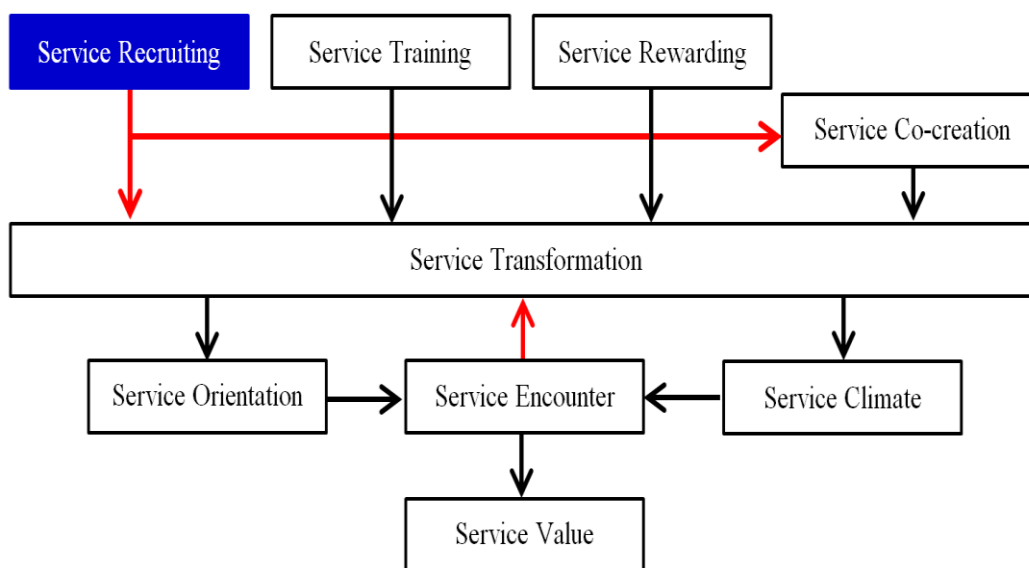 Service Recruiting
Service Training
Service Rewarding
Service Co-creation
Service Transformation
Service Orientation
Service Encounter
Service Climate
Service Value